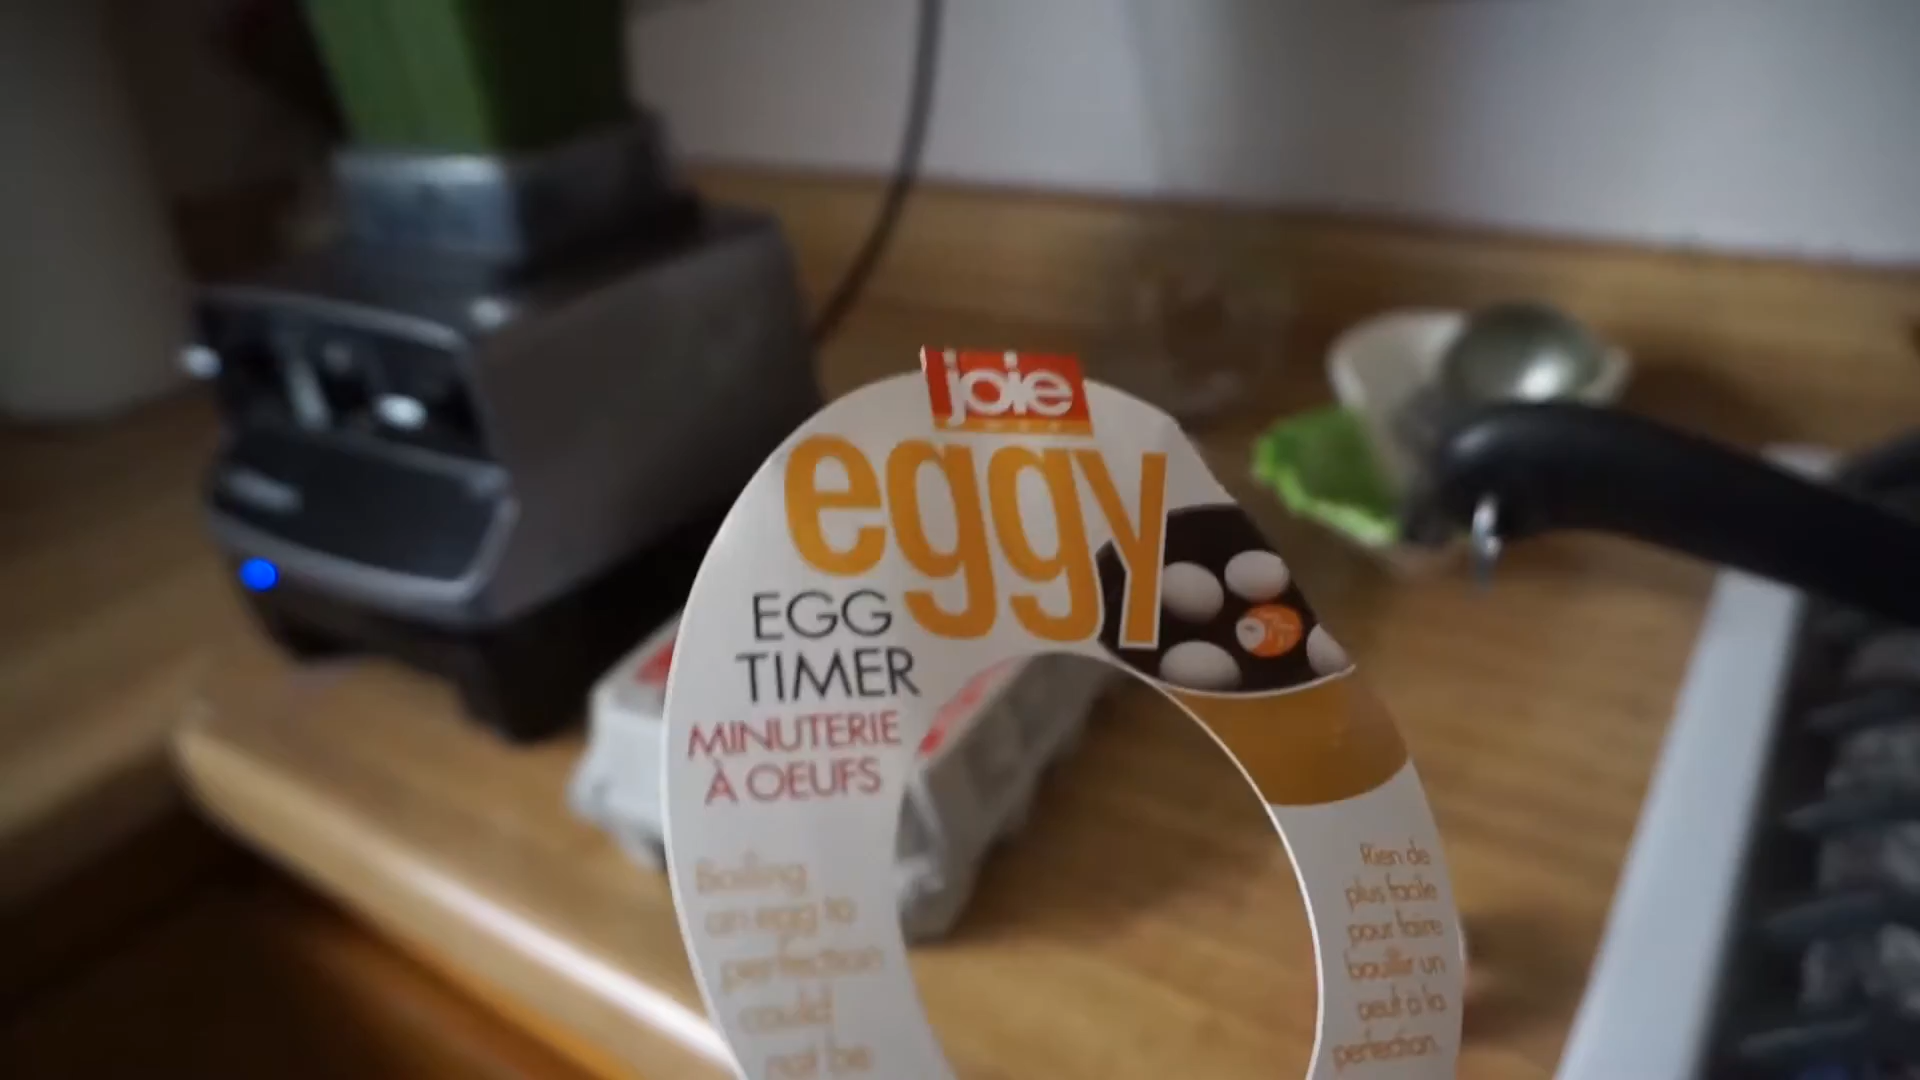 joie
eggy
EGG
TIMER
MINUTERIE
À OEUFS
Boiling
an egg to
perfection
could
not be
Rien de
plus facile
pour faire
bouillir un
oeuf à la
perfection.